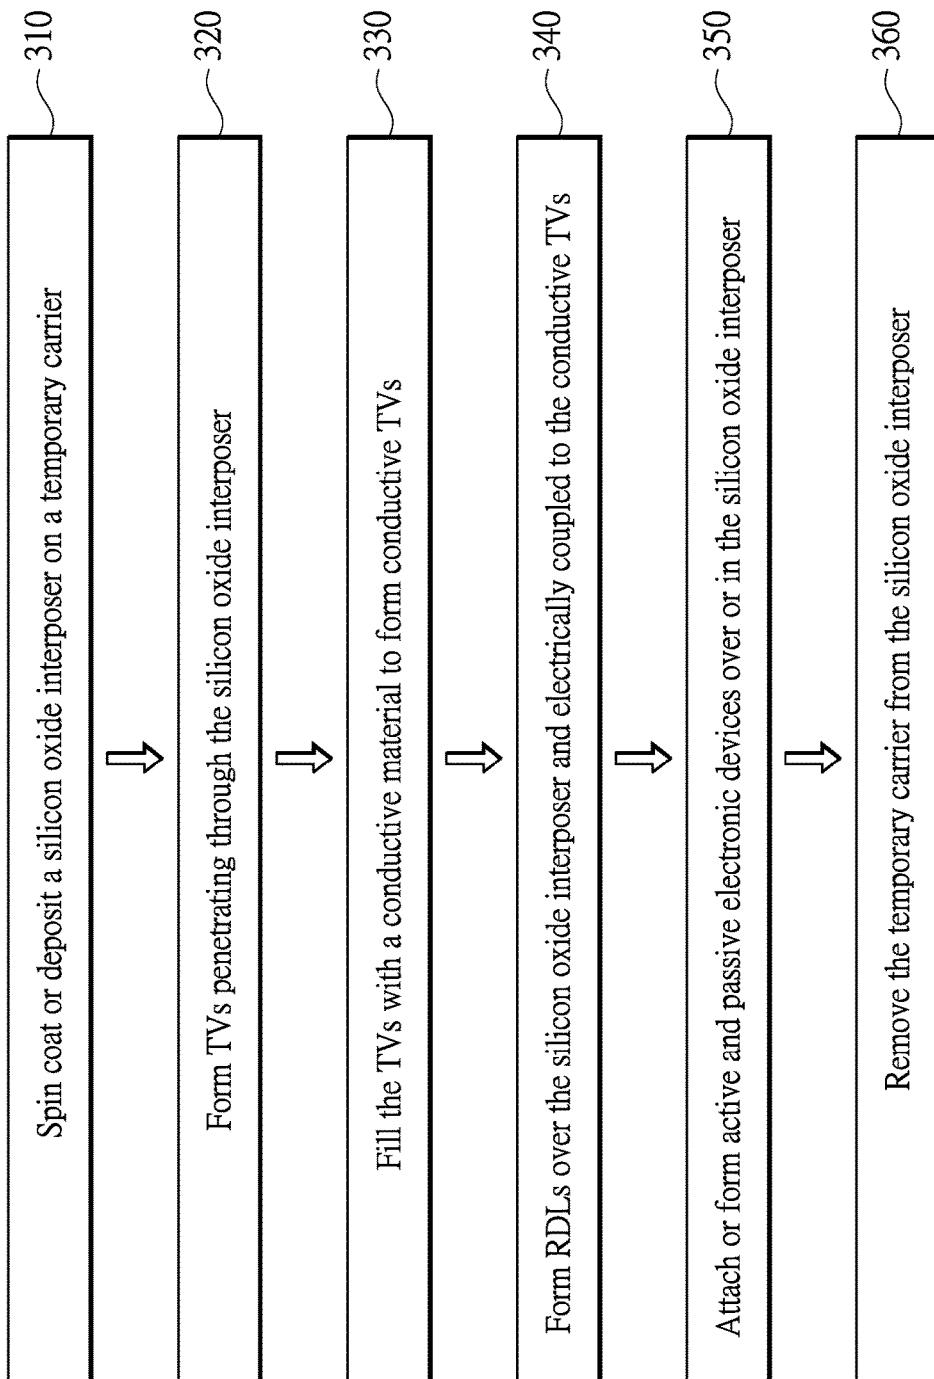 Spin coat or deposit a silicon oxide interposer on a temporary carrier
310
Form TVs penetrating through the silicon oxide interposer
320
Fill the TVs with a conductive material to form conductive TVs
330
Form RDLs over the silicon oxide interposer and electrically coupled to the conductive TVs
340
Attach or form active and passive electronic devices over or in the silicon oxide interposer
350
Remove the temporary carrier from the silicon oxide interposer
360